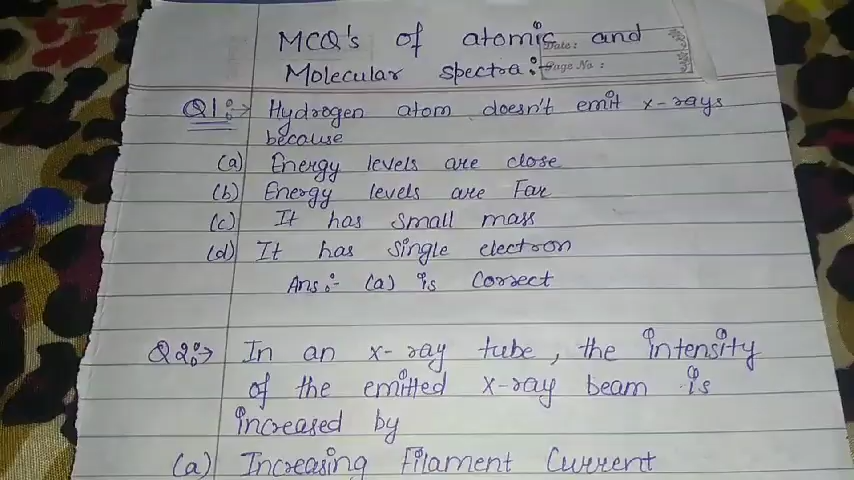 MCQ's of atomic and
Date:
Molecular spectra:
Page No :
Q1:→ Hydrogen atom doesn't emit x-rays
because
(a) Energy levels are close
(b) Energy levels are Far
(c) It has small mass
(d) It has single electron
Ans:- (a) is correct
Q2:→ In an x-ray tube, the intensity
of the emitted x-ray beam is
increased by
(a) Increasing Filament Current